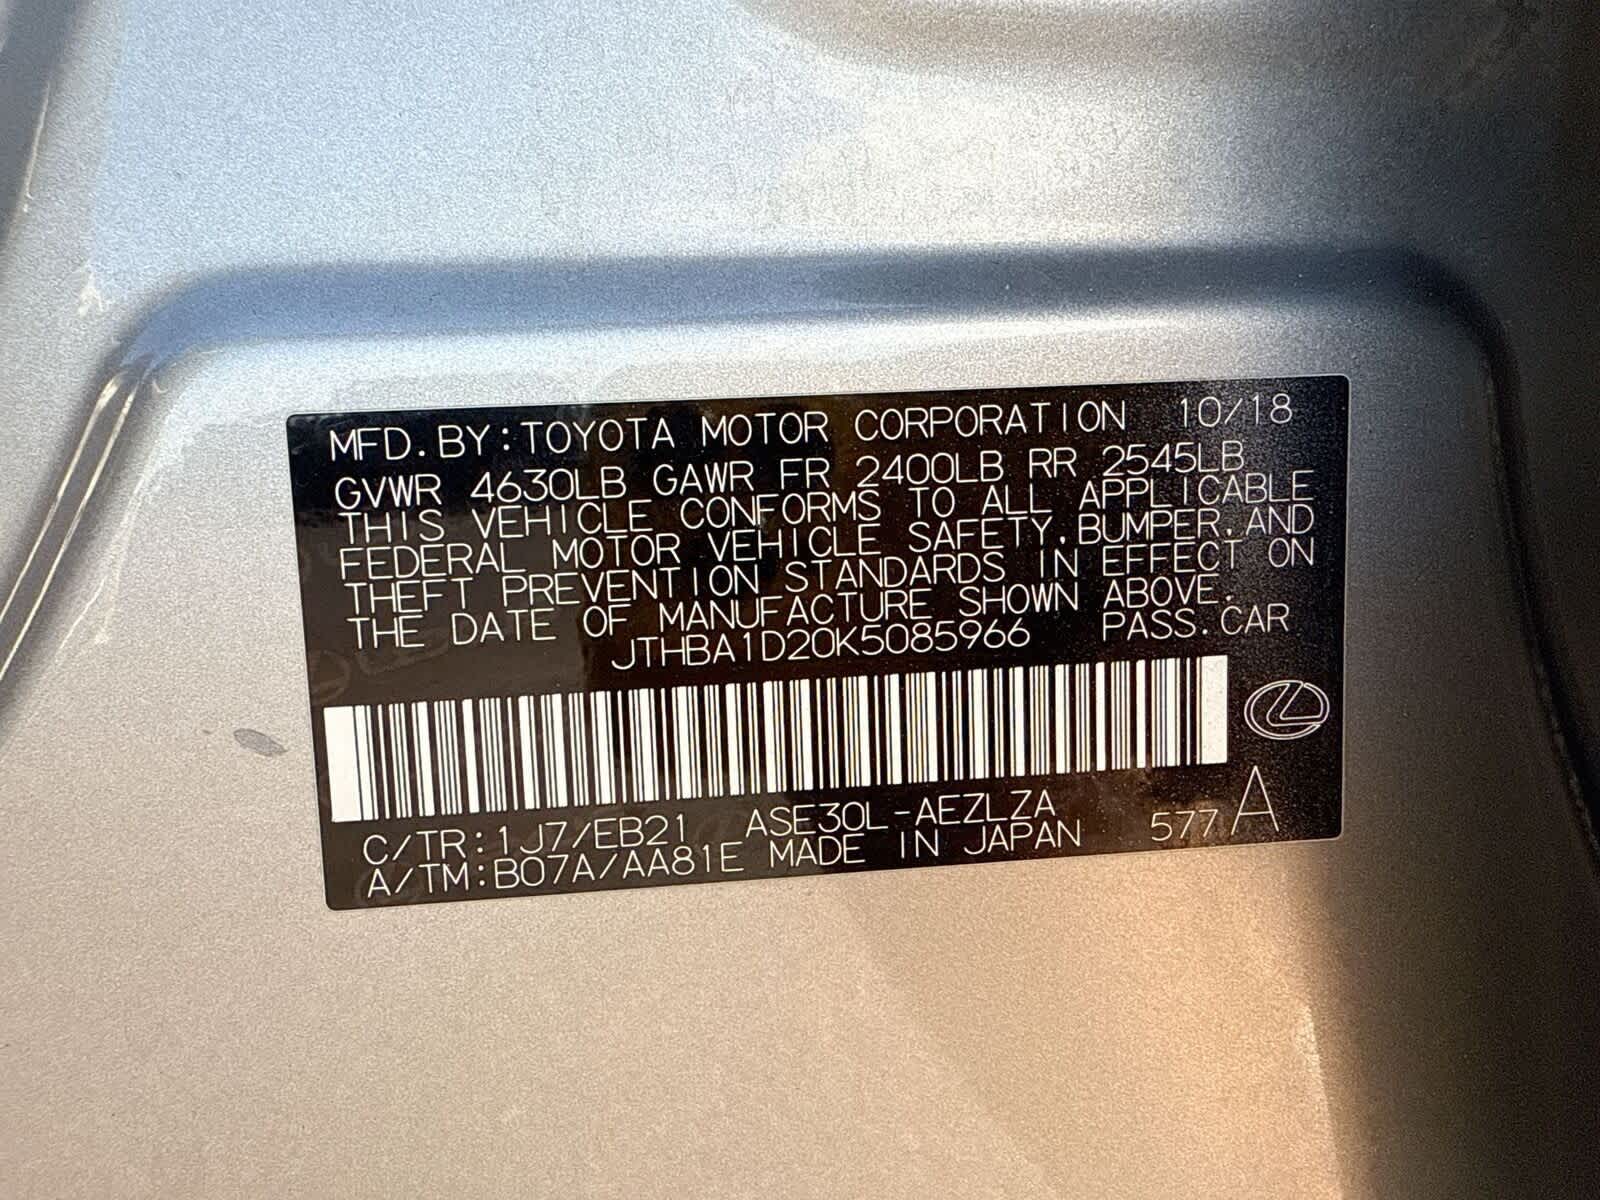 MFD.BY:TOYOTA MOTOR CORPORATION 10/18
GVWR 4630LB GAWR FR 2400LB RR 2545LB
THIS VEHICLE CONFORMS TO ALL APPLICABLE
FEDERAL MOTOR VEHICLE SAFETY,BUMPER,AND
THEFT PREVENTION STANDARDS IN EFFECT ON
THE DATE OF MANUFACTURE SHOWN ABOVE.
JTHBA1D20K5085966 PASS.CAR
C/TR:1J7/EB21 ASE30L-AEZLZA 577 A
A/TM:B07A/AA81E MADE IN JAPAN